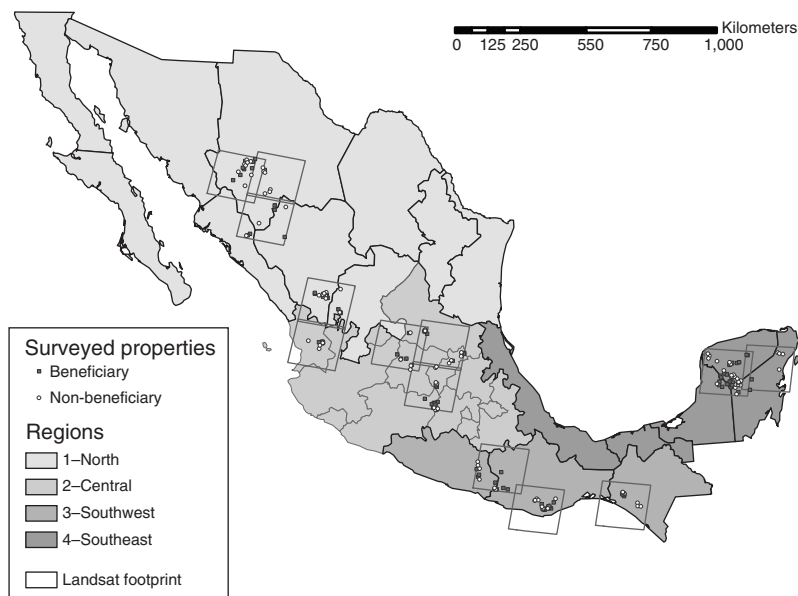 Kilometers
0 125 250 550 750 1,000
Surveyed properties
Beneficiary
Non-beneficiary
Regions
1–North
2–Central
3–Southwest
4–Southeast
Landsat footprint